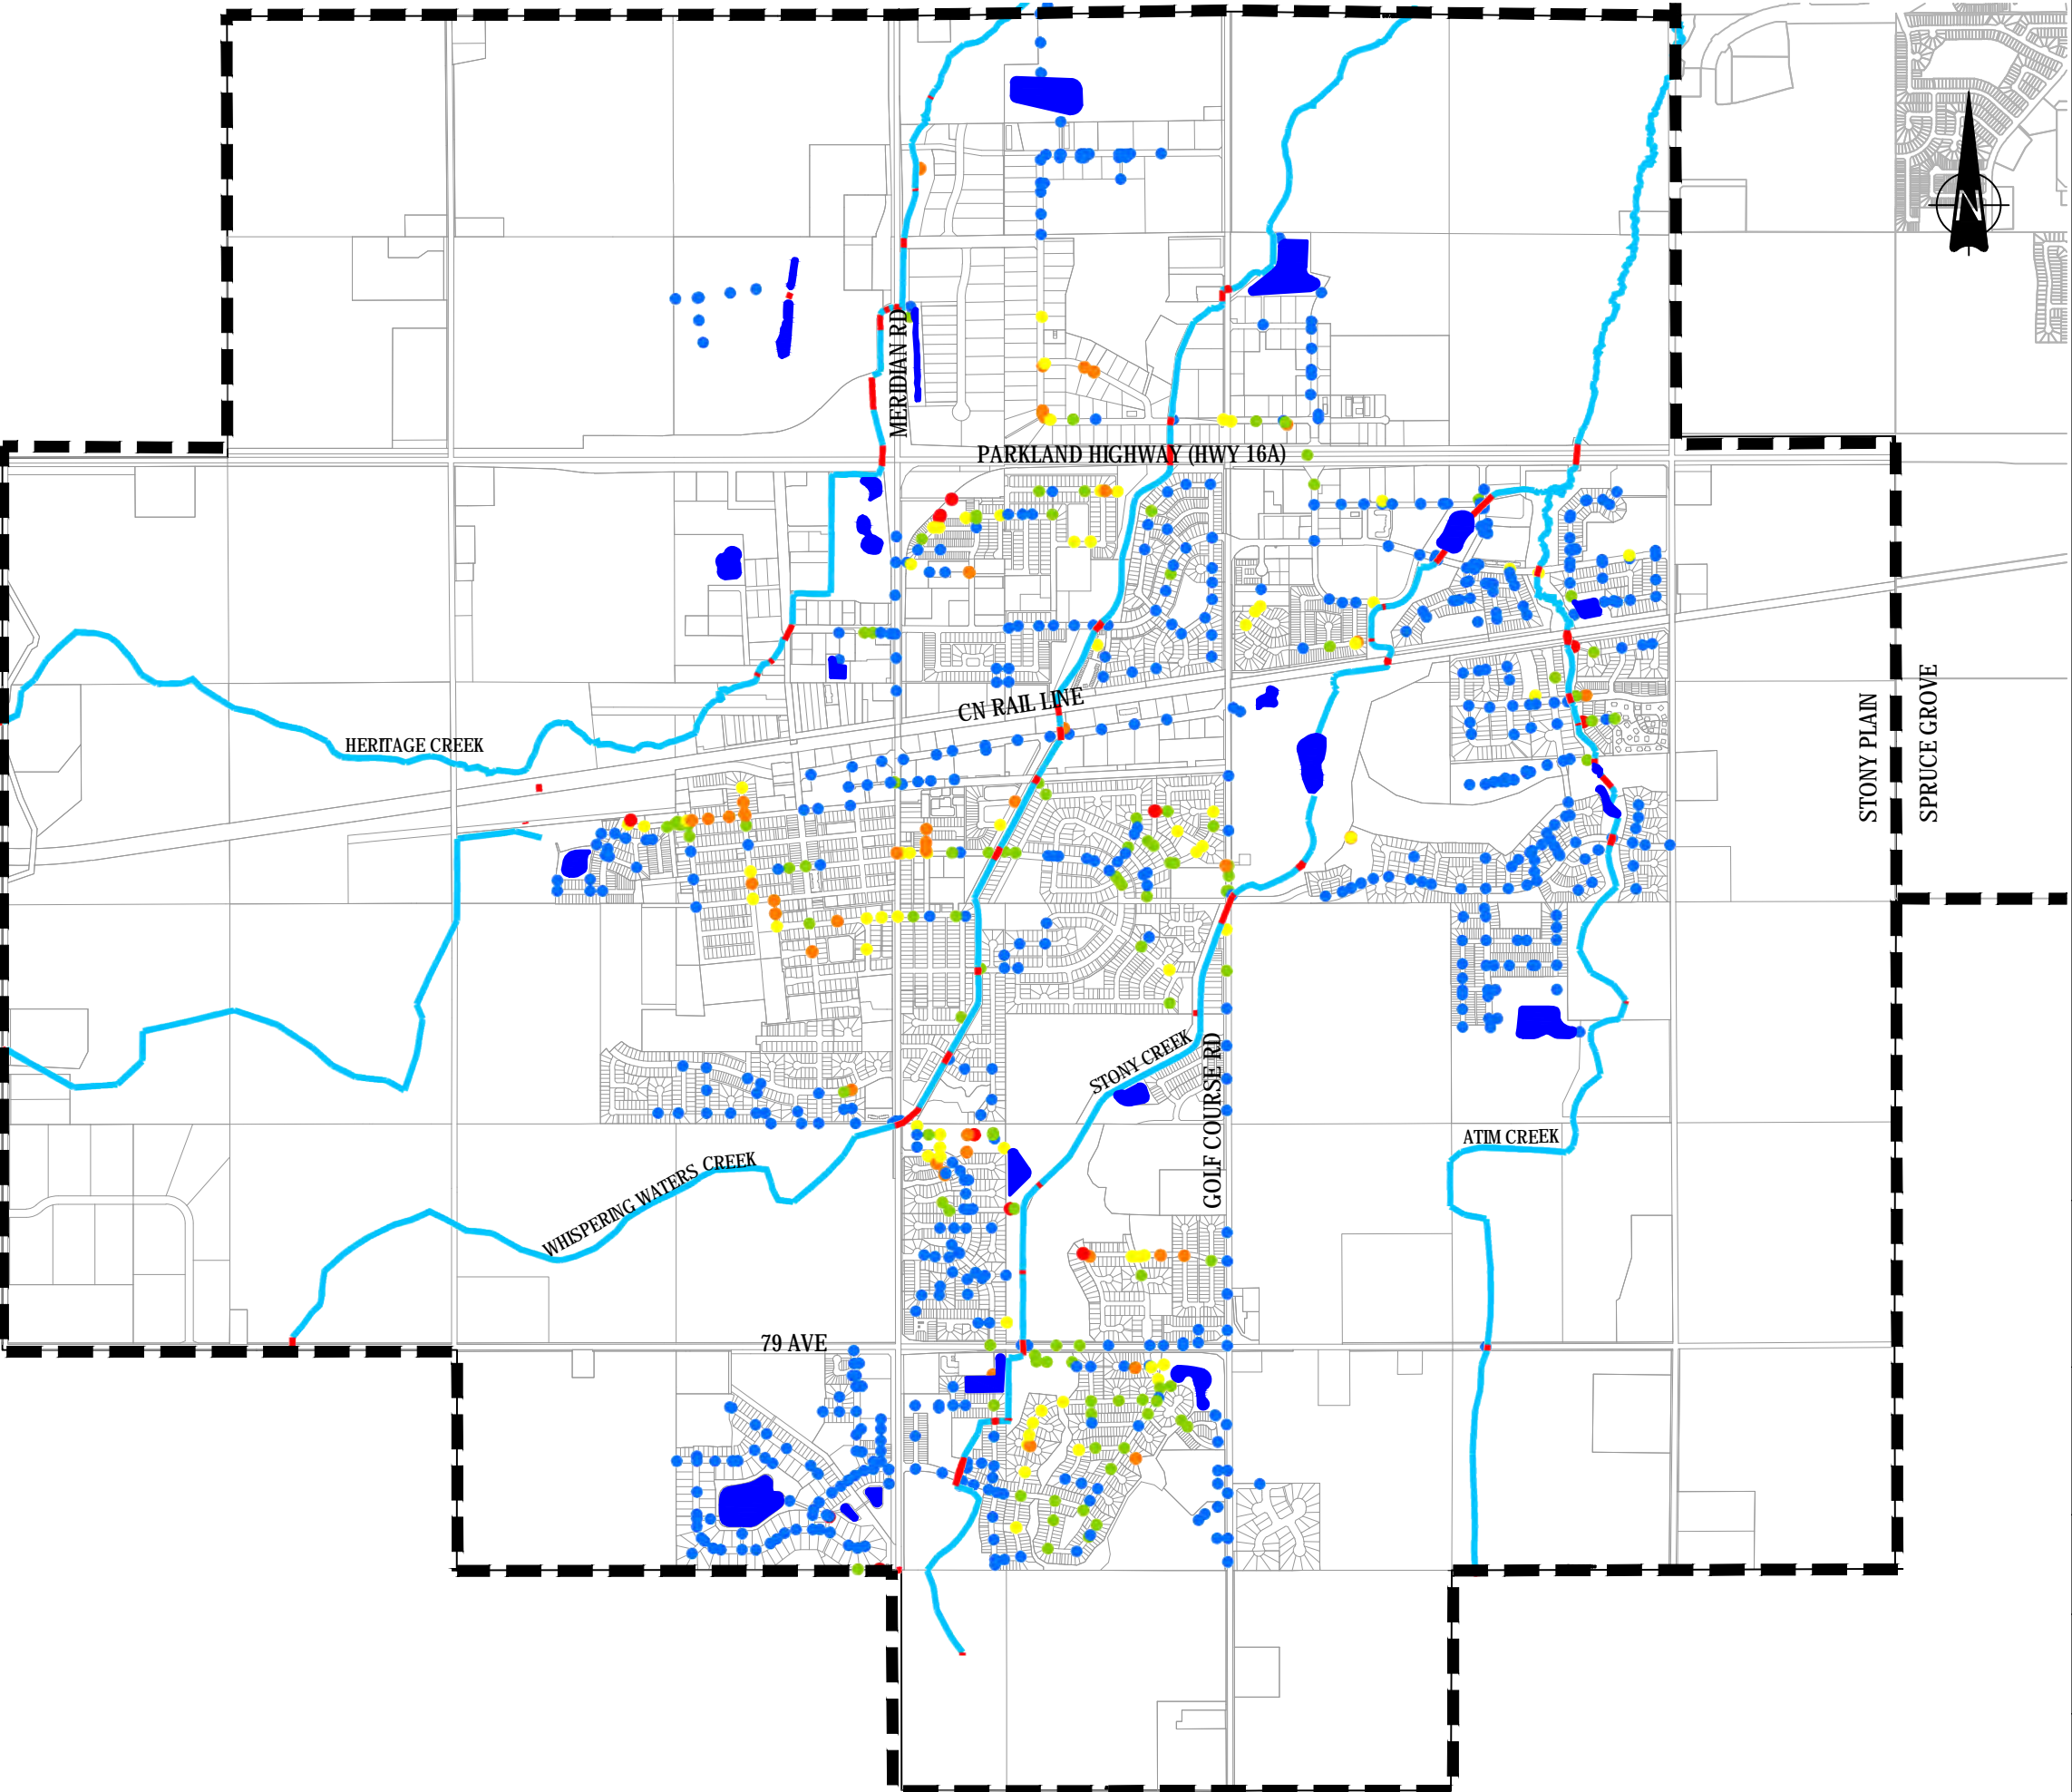 N
MERIDIAN RD
PARKLAND HIGHWAY (HWY 16A)
CN RAIL LINE
HERITAGE CREEK
STONY PLAIN
SPRUCE GROVE
STONY CREEK
GOLF COURSE RD
ATIM CREEK
WHISPERING WATERS CREEK
79 AVE